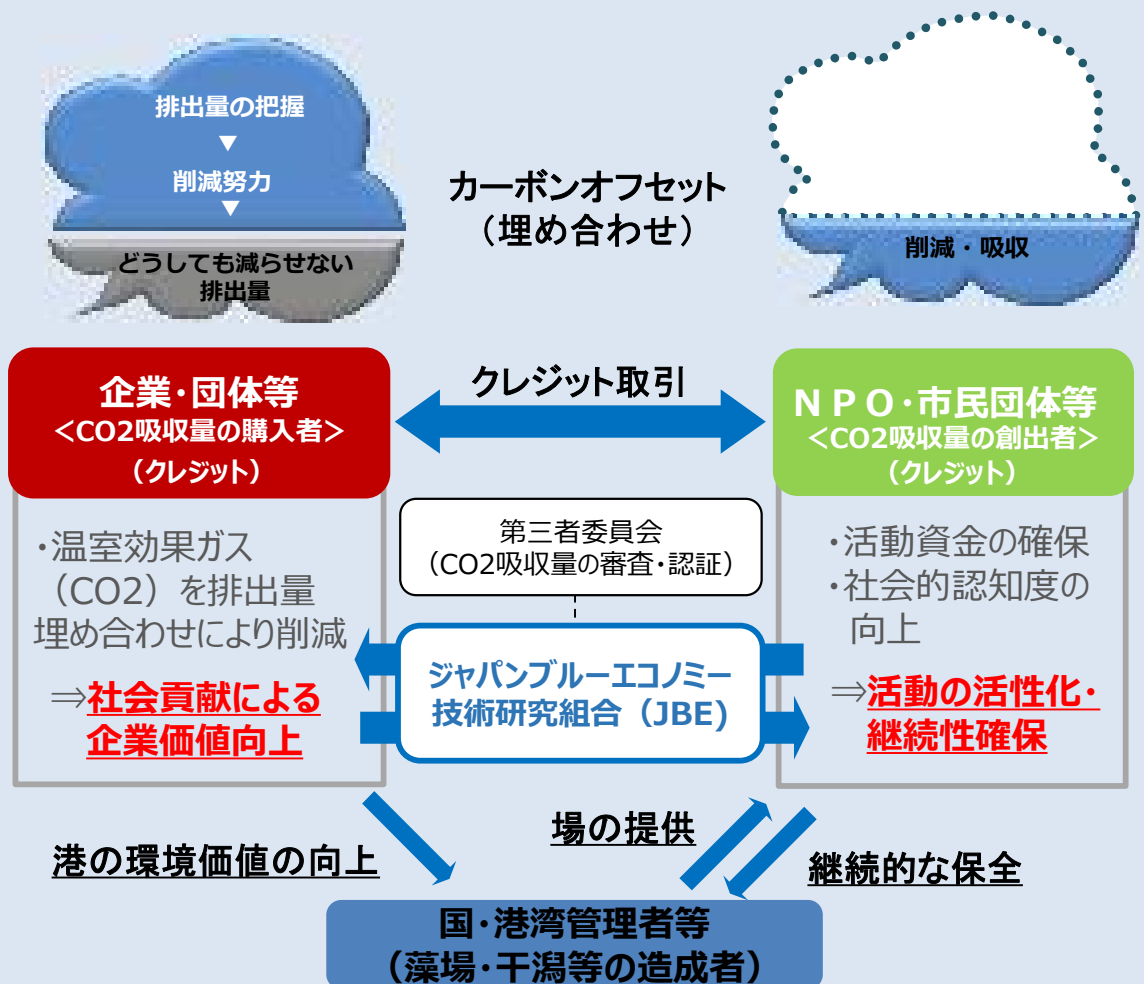 排出量の把握
▼
削減努力
▼
どうしても減らせない
排出量
カーボンオフセット
（埋め合わせ）
削減・吸収
企業・団体等
＜CO2吸収量の購入者＞
（クレジット）
クレジット取引
ＮＰＯ・市民団体等
＜CO2吸収量の創出者＞
（クレジット）
・温室効果ガス
（CO2）を排出量
埋め合わせにより削減
⇒社会貢献による
企業価値向上
第三者委員会
（CO2吸収量の審査・認証）
ジャパンブルーエコノミー
技術研究組合（JBE)
・活動資金の確保
・社会的認知度の
向上
⇒活動の活性化・
継続性確保
港の環境価値の向上
場の提供
継続的な保全
国・港湾管理者等
（藻場・干潟等の造成者）